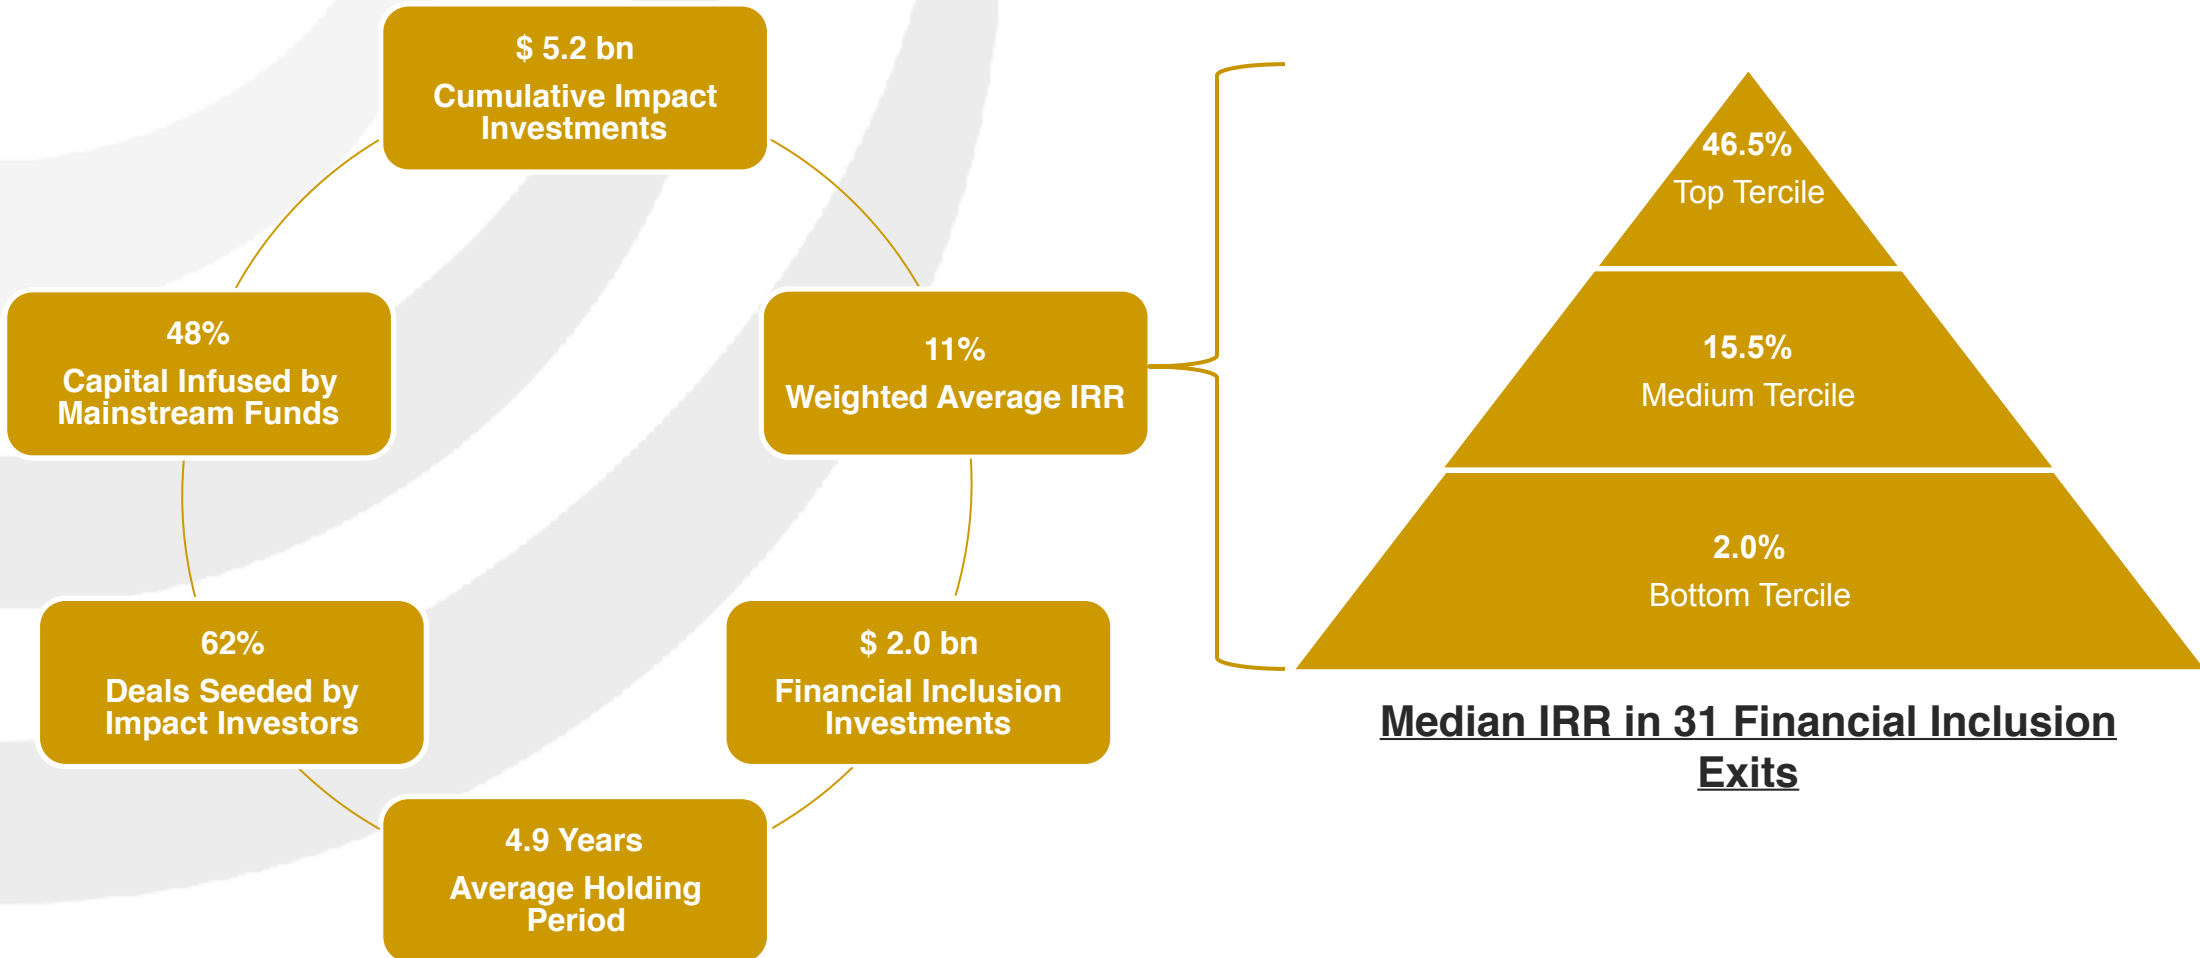 $ 5.2 bn
Cumulative Impact
Investments
11%
Weighted Average IRR
$ 2.0 bn
Financial Inclusion
Investments
4.9 Years
Average Holding
Period
62%
Deals Seeded by
Impact Investors
48%
Capital Infused by
Mainstream Funds
46.5%
Top Tercile
15.5%
Medium Tercile
2.0%
Bottom Tercile
Median IRR in 31 Financial Inclusion
Exits